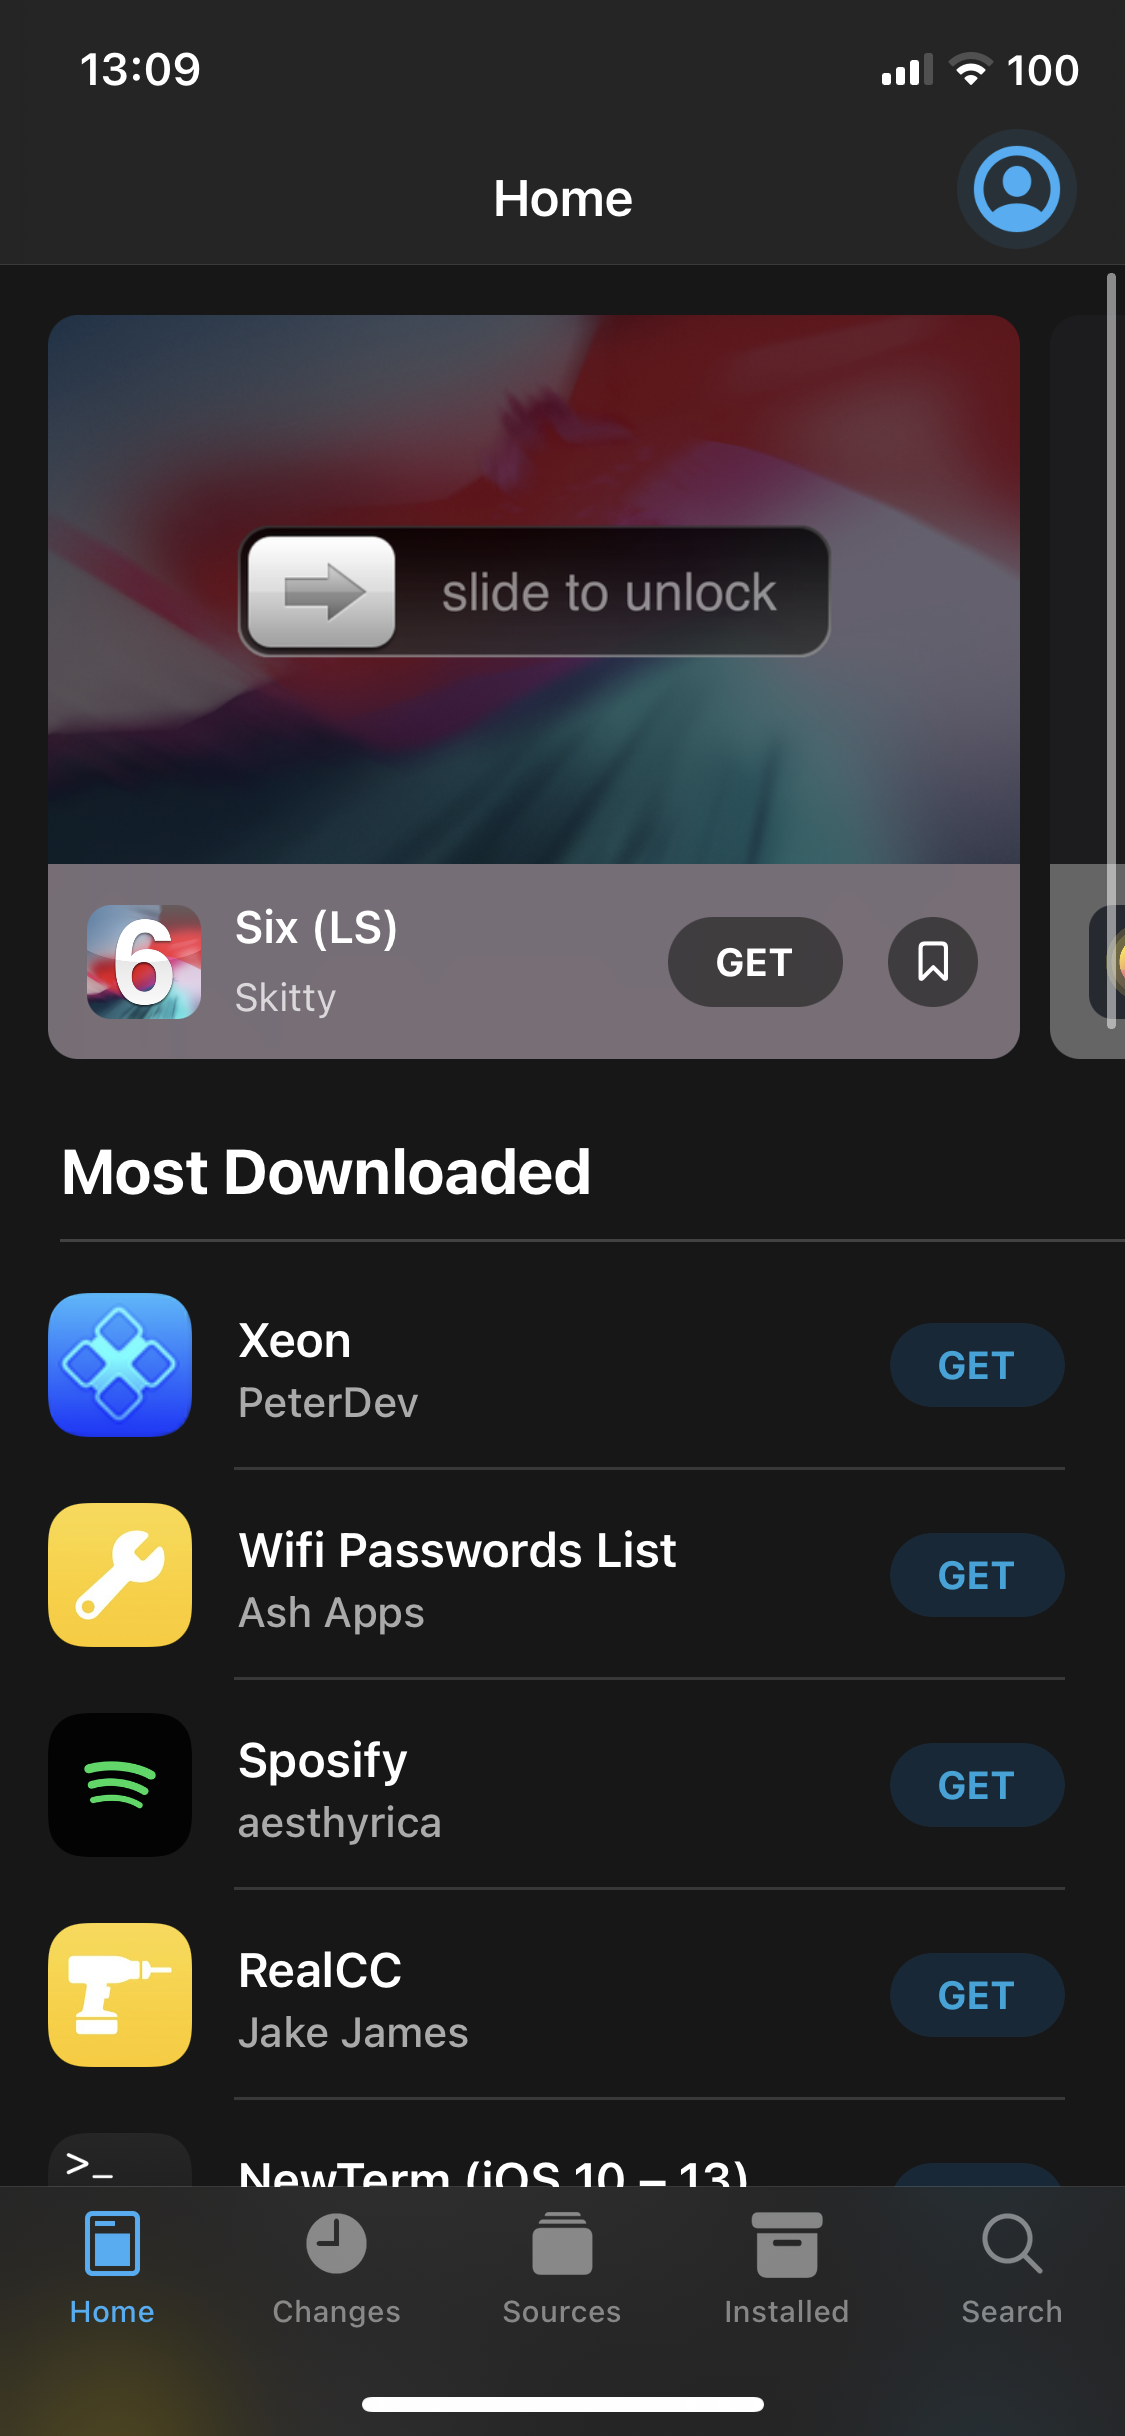 13:09
100
Home
slide to unlock
6
Six (LS)
Skitty
GET
Most Downloaded
Xeon
PeterDev
GET
Wifi Passwords List
Ash Apps
GET
Sposify
aesthyrica
GET
RealCC
Jake James
GET
>_
NewTerm (iOS 10 – 13)
Home
Changes
Sources
Installed
Search